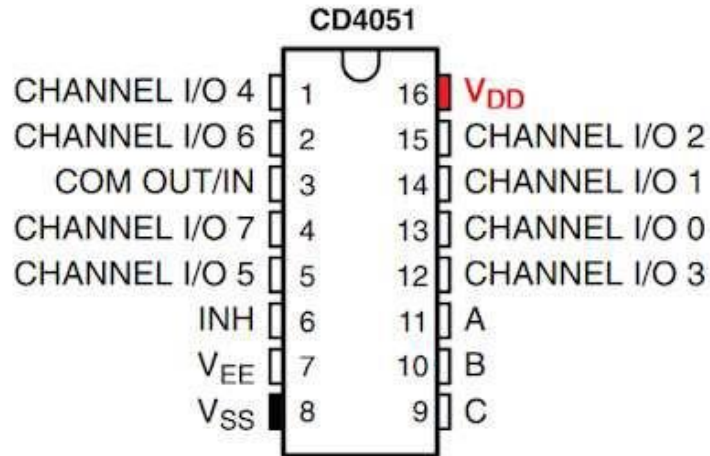 CD4051
CHANNEL I/O 4 1 16 VDD
CHANNEL I/O 6 2 15 CHANNEL I/O 2
COM OUT/IN 3 14 CHANNEL I/O 1
CHANNEL I/O 7 4 13 CHANNEL I/O 0
CHANNEL I/O 5 5 12 CHANNEL I/O 3
INH 6 11 A
VEE 7 10 B
VSS 8 9 C